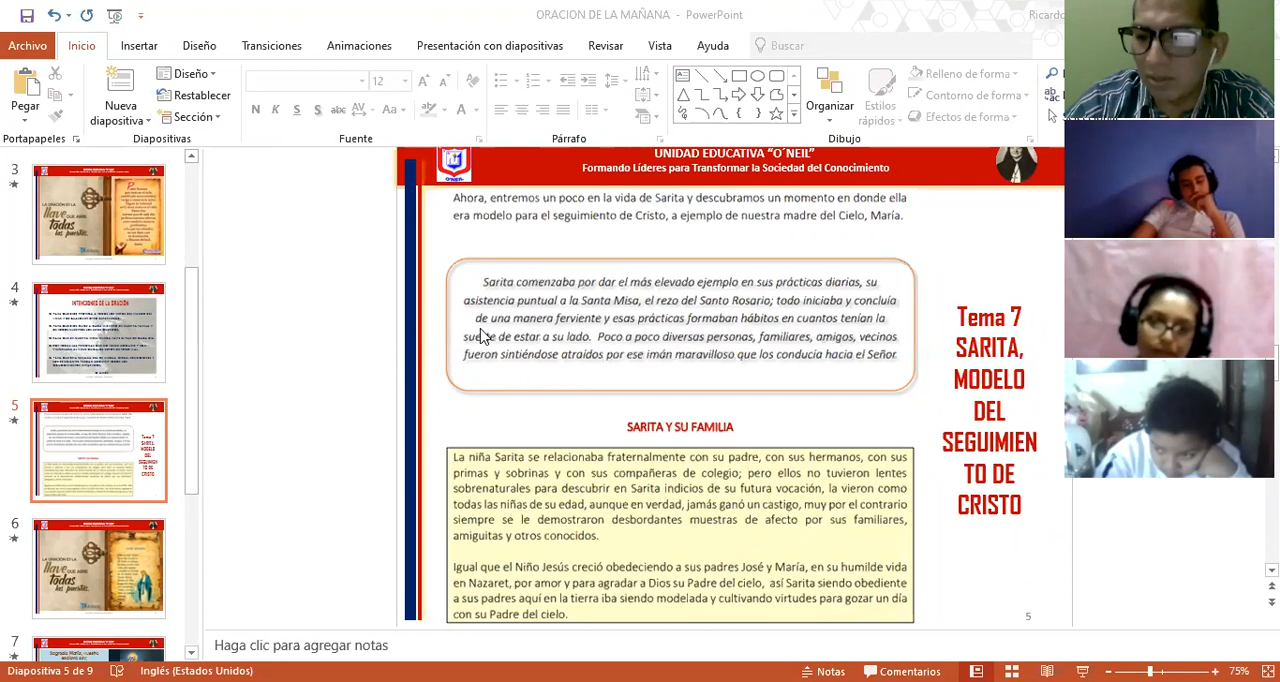 ORACION DE LA MAÑANA - PowerPoint
Ricardo
Archivo Inicio Insertar Diseño Transiciones Animaciones Presentación con diapositivas Revisar Vista Ayuda Buscar
Pegar
Nueva diapositiva
Diseño
Restablecer
Sección
12
N K S S abc AV Aa
Organizar
Estilos rápidos
Relleno de forma
Contorno de forma
Efectos de forma
Portapapeles Diapositivas Fuente Párrafo Dibujo
3
4
INTENCIONES DE LA ORACIÓN
5
6
7
UNIDAD EDUCATIVA “O´NEIL”
Formando Líderes para Transformar la Sociedad del Conocimiento
Ahora, entremos un poco en la vida de Sarita y descubramos un momento en donde ella
era modelo para el seguimiento de Cristo, a ejemplo de nuestra madre del Cielo, María.
Sarita comenzaba por dar el más elevado ejemplo en sus prácticas diarias, su
asistencia puntual a la Santa Misa, el rezo del Santo Rosario; todo iniciaba y concluía
de una manera ferviente y esas prácticas formaban hábitos en cuantos tenían la
suerte de estar a su lado. Poco a poco diversas personas, familiares, amigos, vecinos
fueron sintiéndose atraídos por ese imán maravilloso que los conducía hacia el Señor
SARITA Y SU FAMILIA
La niña Sarita se relacionaba fraternalmente con su padre, con sus hermanos, con sus
primas y sobrinas y con sus compañeras de colegio; pero ellos no tuvieron lentes
sobrenaturales para descubrir en Sarita indicios de su futura vocación, la vieron como
todas las niñas de su edad, aunque en verdad, jamás ganó un castigo, muy por el contrario
siempre se le demostraron desbordantes muestras de afecto por sus familiares,
amiguitas y otros conocidos.
Igual que el Niño Jesús creció obedeciendo a sus padres José y María, en su humilde vida
en Nazaret, por amor y para agradar a Dios su Padre del cielo, así Sarita siendo obediente
a sus padres aquí en la tierra iba siendo modelada y cultivando virtudes para gozar un día
con su Padre del cielo.
Tema 7
SARITA,
MODELO
DEL
SEGUIMIEN
TO DE
CRISTO
5
Haga clic para agregar notas
Diapositiva 5 de 9 Inglés (Estados Unidos) Notas Comentarios 75%